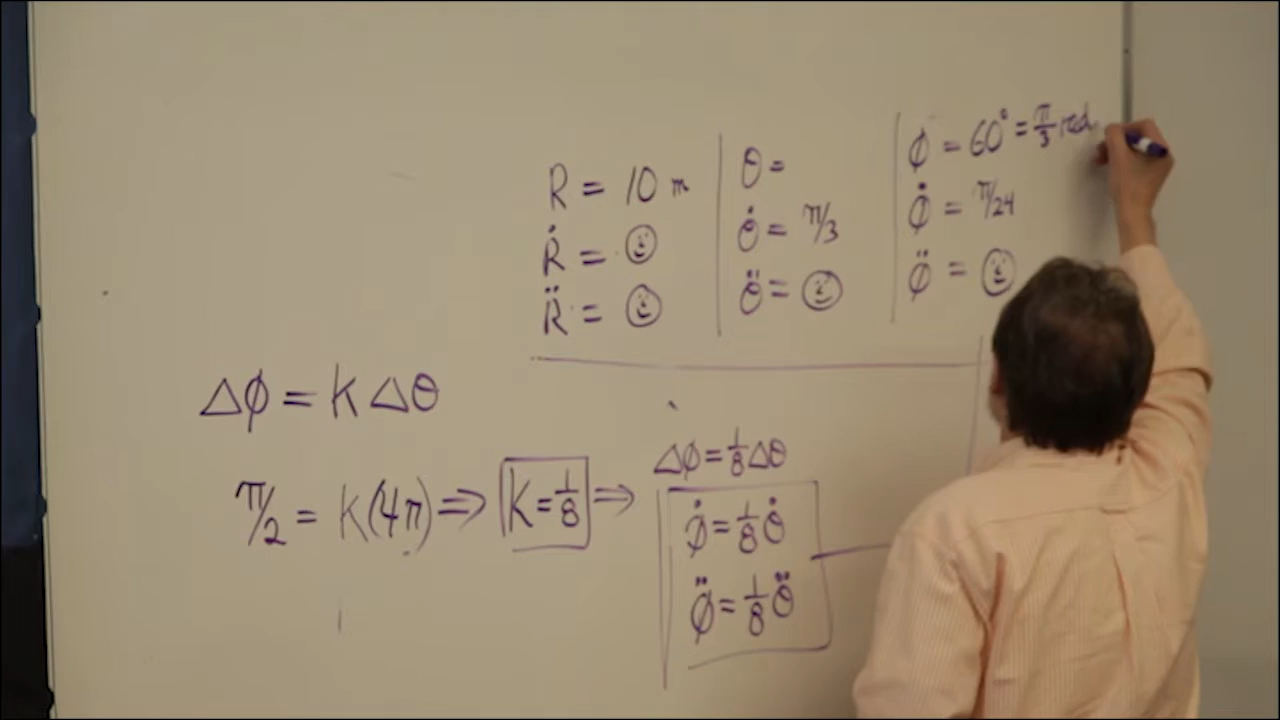 R = 10 m
Ṙ = ☺
R̈ = ☺
θ =
θ̇ = π/3
θ̈ = ☺
ϕ = 60° = π/3 rad
ϕ̇ = π/24
ϕ̈ = ☺
Δϕ = K Δθ
π/2 = K(4π) ⇒ K = 1/8 ⇒
Δϕ = 1/8 Δθ
ϕ̇ = 1/8 θ̇
ϕ̈ = 1/8 θ̈